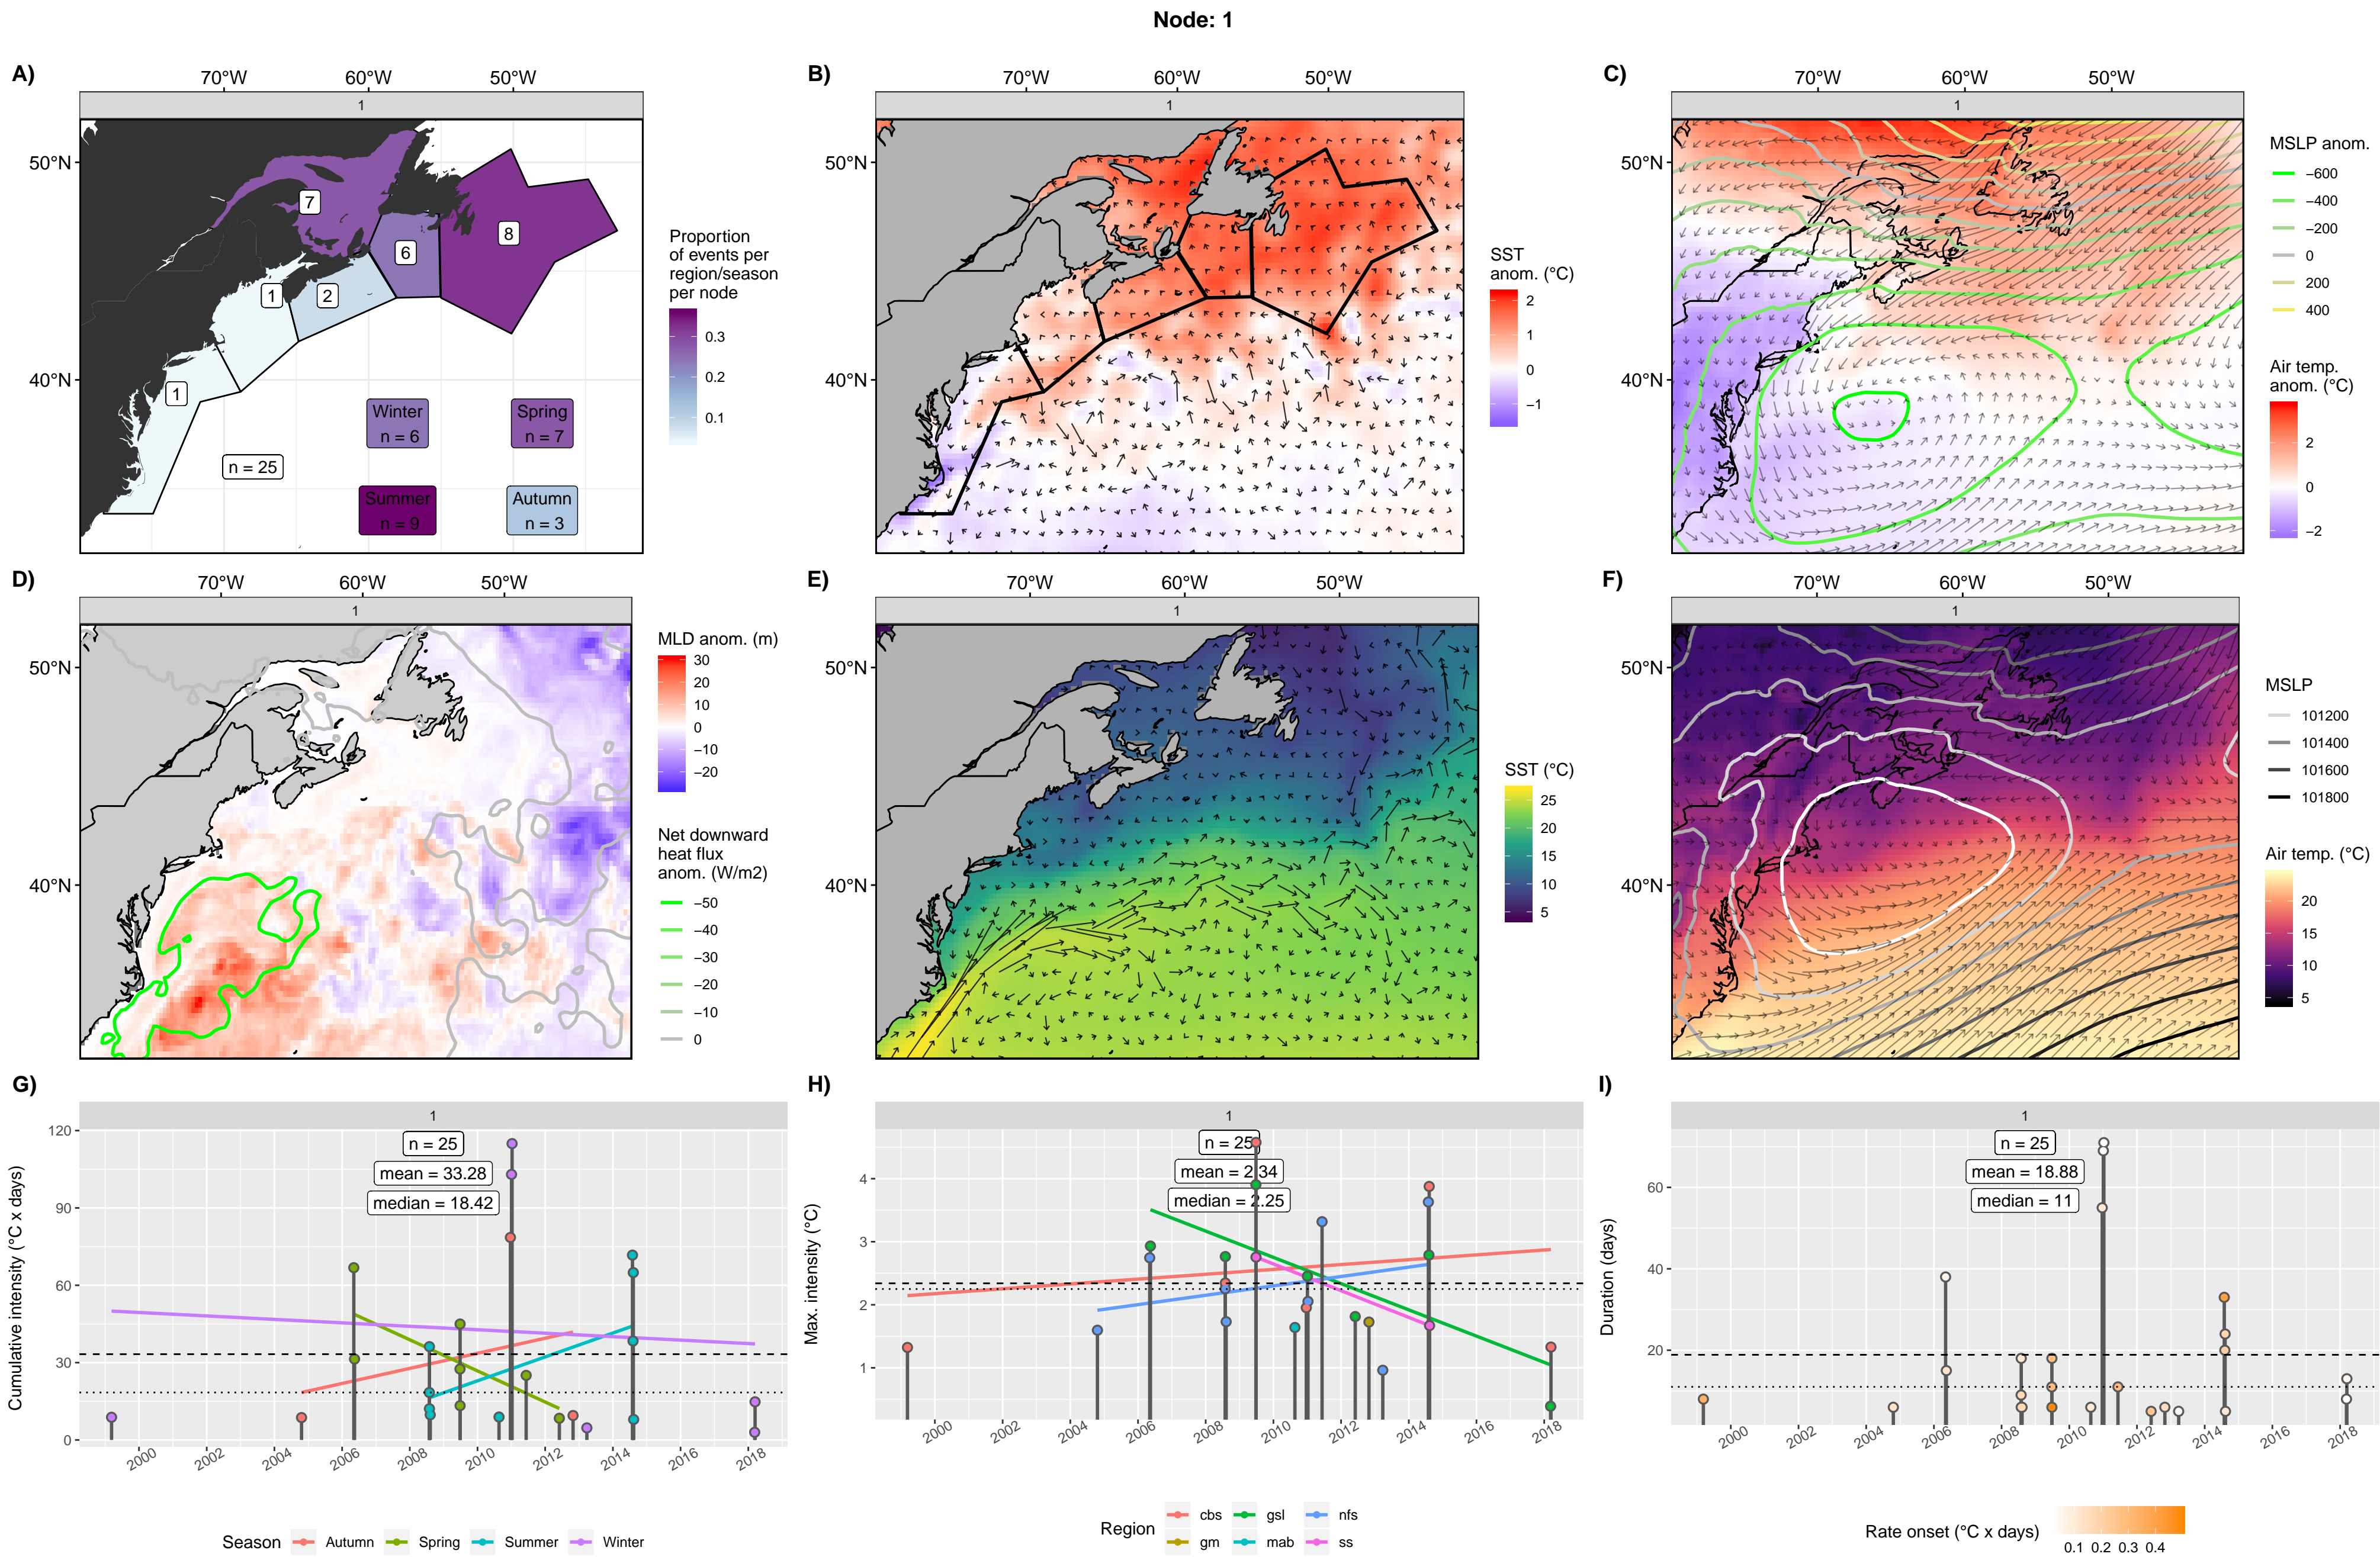 Node: 1
A)
70°W 60°W 50°W
1
50°N
40°N
7
8
6
1
2
1
Winter
n = 6
Spring
n = 7
n = 25
Summer
n = 9
Autumn
n = 3
Proportion
of events per
region/season
per node
0.3
0.2
0.1
B)
70°W 60°W 50°W
1
50°N
40°N
SST
anom. (°C)
2
1
0
−1
C)
70°W 60°W 50°W
1
50°N
40°N
MSLP anom.
−600
−400
−200
0
200
400
Air temp.
anom. (°C)
2
0
−2
D)
70°W 60°W 50°W
1
50°N
40°N
MLD anom. (m)
30
20
10
0
−10
−20
Net downward
heat flux
anom. (W/m2)
−50
−40
−30
−20
−10
0
E)
70°W 60°W 50°W
1
50°N
40°N
SST (°C)
25
20
15
10
5
F)
70°W 60°W 50°W
1
50°N
40°N
MSLP
101200
101400
101600
101800
Air temp. (°C)
20
15
10
5
G)
1
Cumulative intensity (°C x days)
120
90
60
30
0
n = 25
mean = 33.28
median = 18.42
2000 2002 2004 2006 2008 2010 2012 2014 2016 2018
Season Autumn Spring Summer Winter
H)
1
Max. intensity (°C)
4
3
2
1
n = 25
mean = 2.34
median = 2.25
2000 2002 2004 2006 2008 2010 2012 2014 2016 2018
Region cbs gsl nfs
gm mab ss
I)
1
Duration (days)
60
40
20
n = 25
mean = 18.88
median = 11
2000 2002 2004 2006 2008 2010 2012 2014 2016 2018
Rate onset (°C x days)
0.1 0.2 0.3 0.4